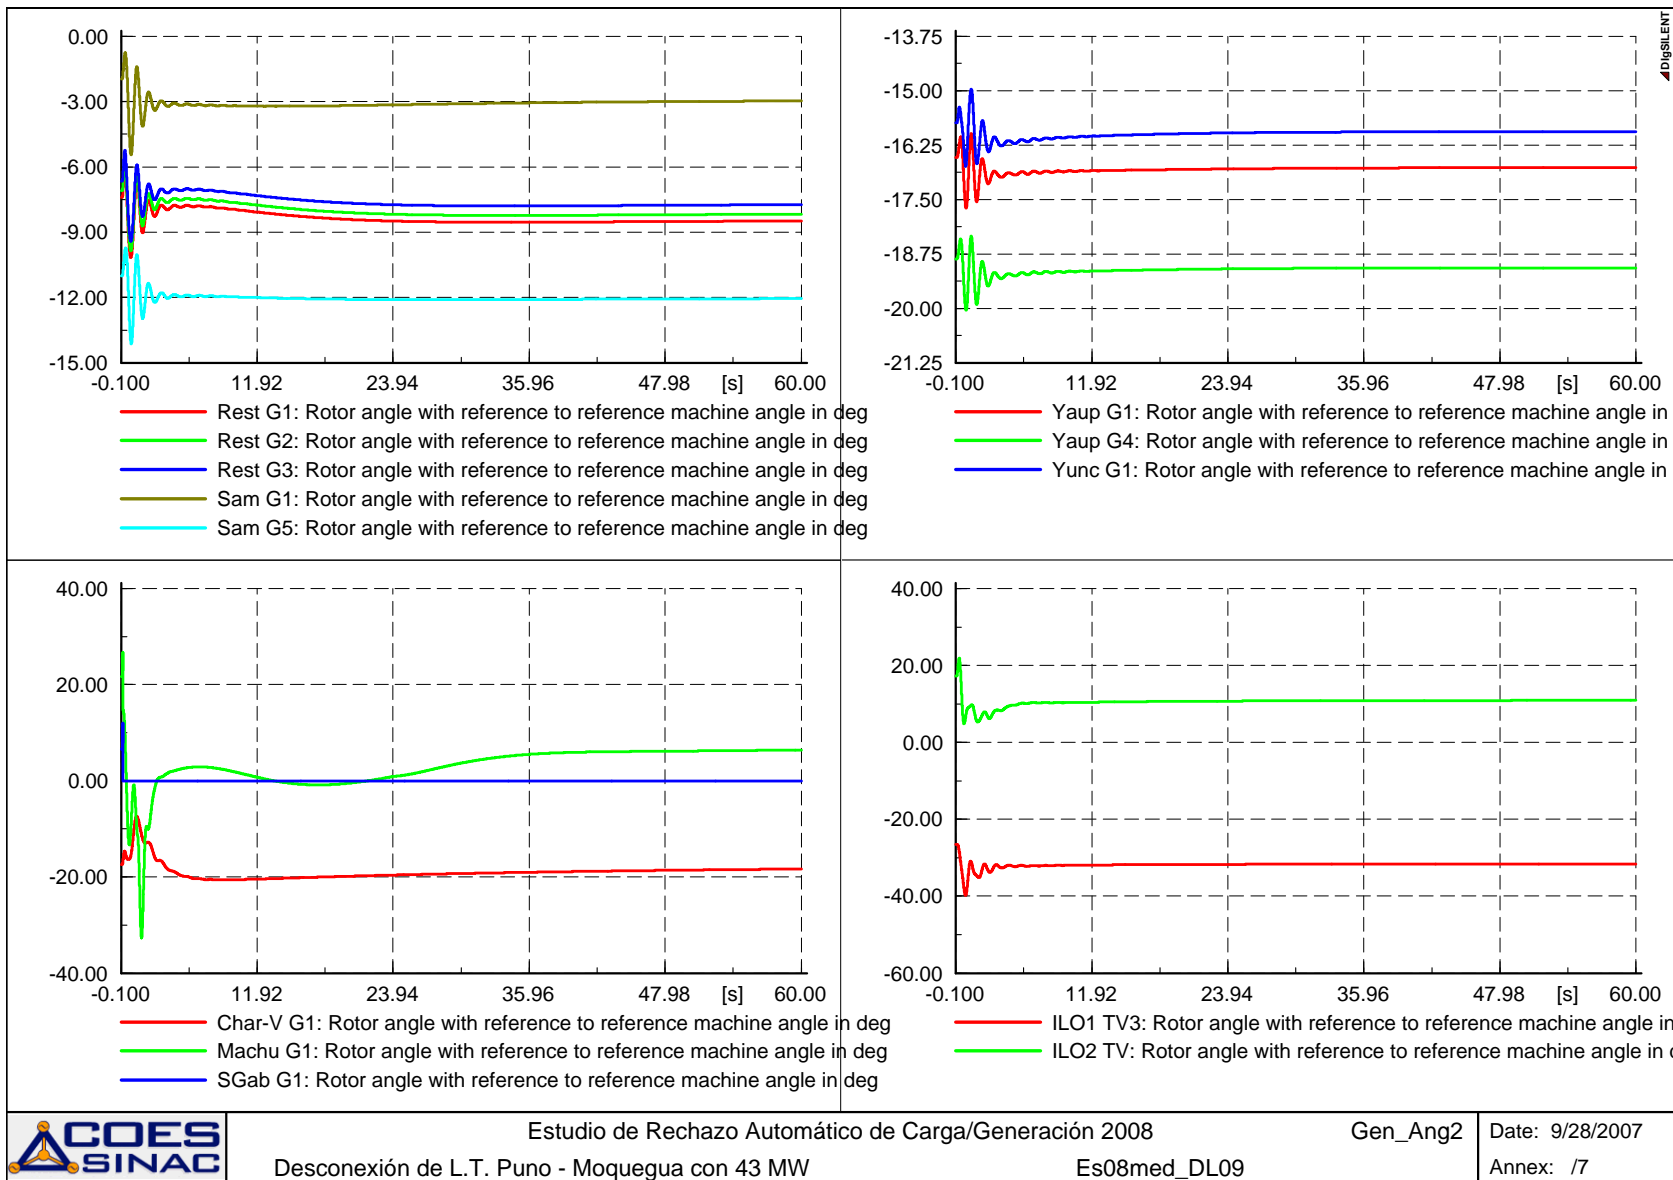 DIgSILENT
0.00
-3.00
-6.00
-9.00
-12.00
-15.00
-0.100 11.92 23.94 35.96 47.98 [s] 60.00
Rest G1: Rotor angle with reference to reference machine angle in deg
Rest G2: Rotor angle with reference to reference machine angle in deg
Rest G3: Rotor angle with reference to reference machine angle in deg
Sam G1: Rotor angle with reference to reference machine angle in deg
Sam G5: Rotor angle with reference to reference machine angle in deg
-13.75
-15.00
-16.25
-17.50
-18.75
-20.00
-21.25
-0.100 11.92 23.94 35.96 47.98 [s] 60.00
Yaup G1: Rotor angle with reference to reference machine angle in
Yaup G4: Rotor angle with reference to reference machine angle in
Yunc G1: Rotor angle with reference to reference machine angle in
40.00
20.00
0.00
-20.00
-40.00
-0.100 11.92 23.94 35.96 47.98 [s] 60.00
Char-V G1: Rotor angle with reference to reference machine angle in deg
Machu G1: Rotor angle with reference to reference machine angle in deg
SGab G1: Rotor angle with reference to reference machine angle in deg
40.00
20.00
0.00
-20.00
-40.00
-60.00
-0.100 11.92 23.94 35.96 47.98 [s] 60.00
ILO1 TV3: Rotor angle with reference to reference machine angle in
ILO2 TV: Rotor angle with reference to reference machine angle in
COES
SINAC
Estudio de Rechazo Automático de Carga/Generación 2008 Gen_Ang2
Desconexión de L.T. Puno - Moquegua con 43 MW Es08med_DL09
Date: 9/28/2007
Annex: /7